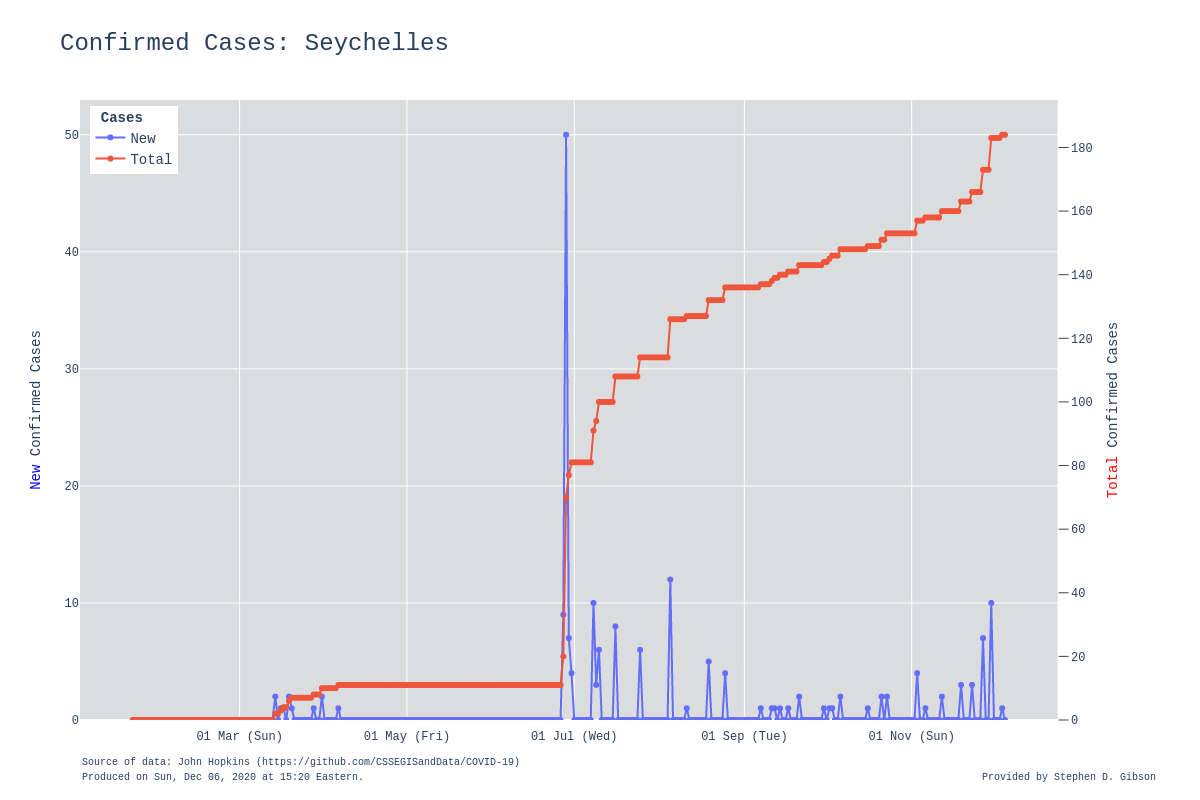 Confirmed Cases: Seychelles
Cases
New
Total
50
40
30
20
10
0
180
160
140
120
100
80
60
40
20
0
New Confirmed Cases
Total Confirmed Cases
01 Mar (Sun)
01 May (Fri)
01 Jul (Wed)
01 Sep (Tue)
01 Nov (Sun)
Source of data: John Hopkins (https://github.com/CSSEGISandData/COVID-19)
Produced on Sun, Dec 06, 2020 at 15:20 Eastern.
Provided by Stephen D. Gibson